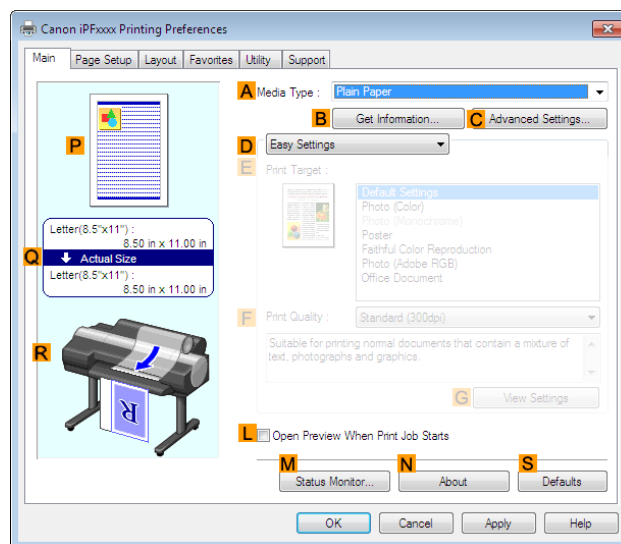 Canon iPFxxxx Printing Preferences
Main Page Setup Layout Favorites Utility Support
A Media Type : Plain Paper
B Get Information... C Advanced Settings...
P
D Easy Settings
E Print Target :
Default Settings
Photo (Color)
Photo (Monochrome)
Poster
Faithful Color Reproduction
Photo (Adobe RGB)
Office Document
Letter(8.5"x11") :
8.50 in x 11.00 in
Q Actual Size
Letter(8.5"x11") :
8.50 in x 11.00 in
F Print Quality : Standard (300dpi)
Suitable for printing normal documents that contain a mixture of
text, photographs and graphics.
R
G View Settings
R
L Open Preview When Print Job Starts
M N S
Status Monitor... About Defaults
OK Cancel Apply Help